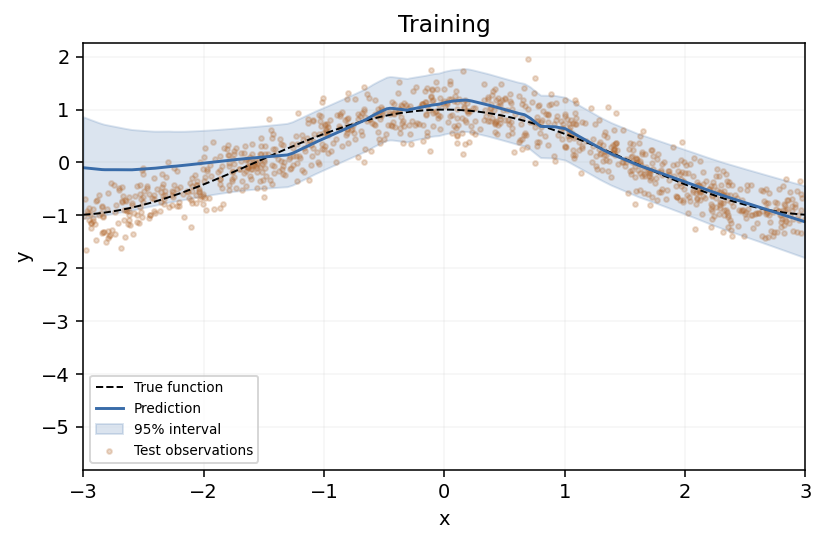 Training
2
1
0
−1
−2
−3
−4
−5
y
True function
Prediction
95% interval
Test observations
−3 −2 −1 0 1 2 3
x